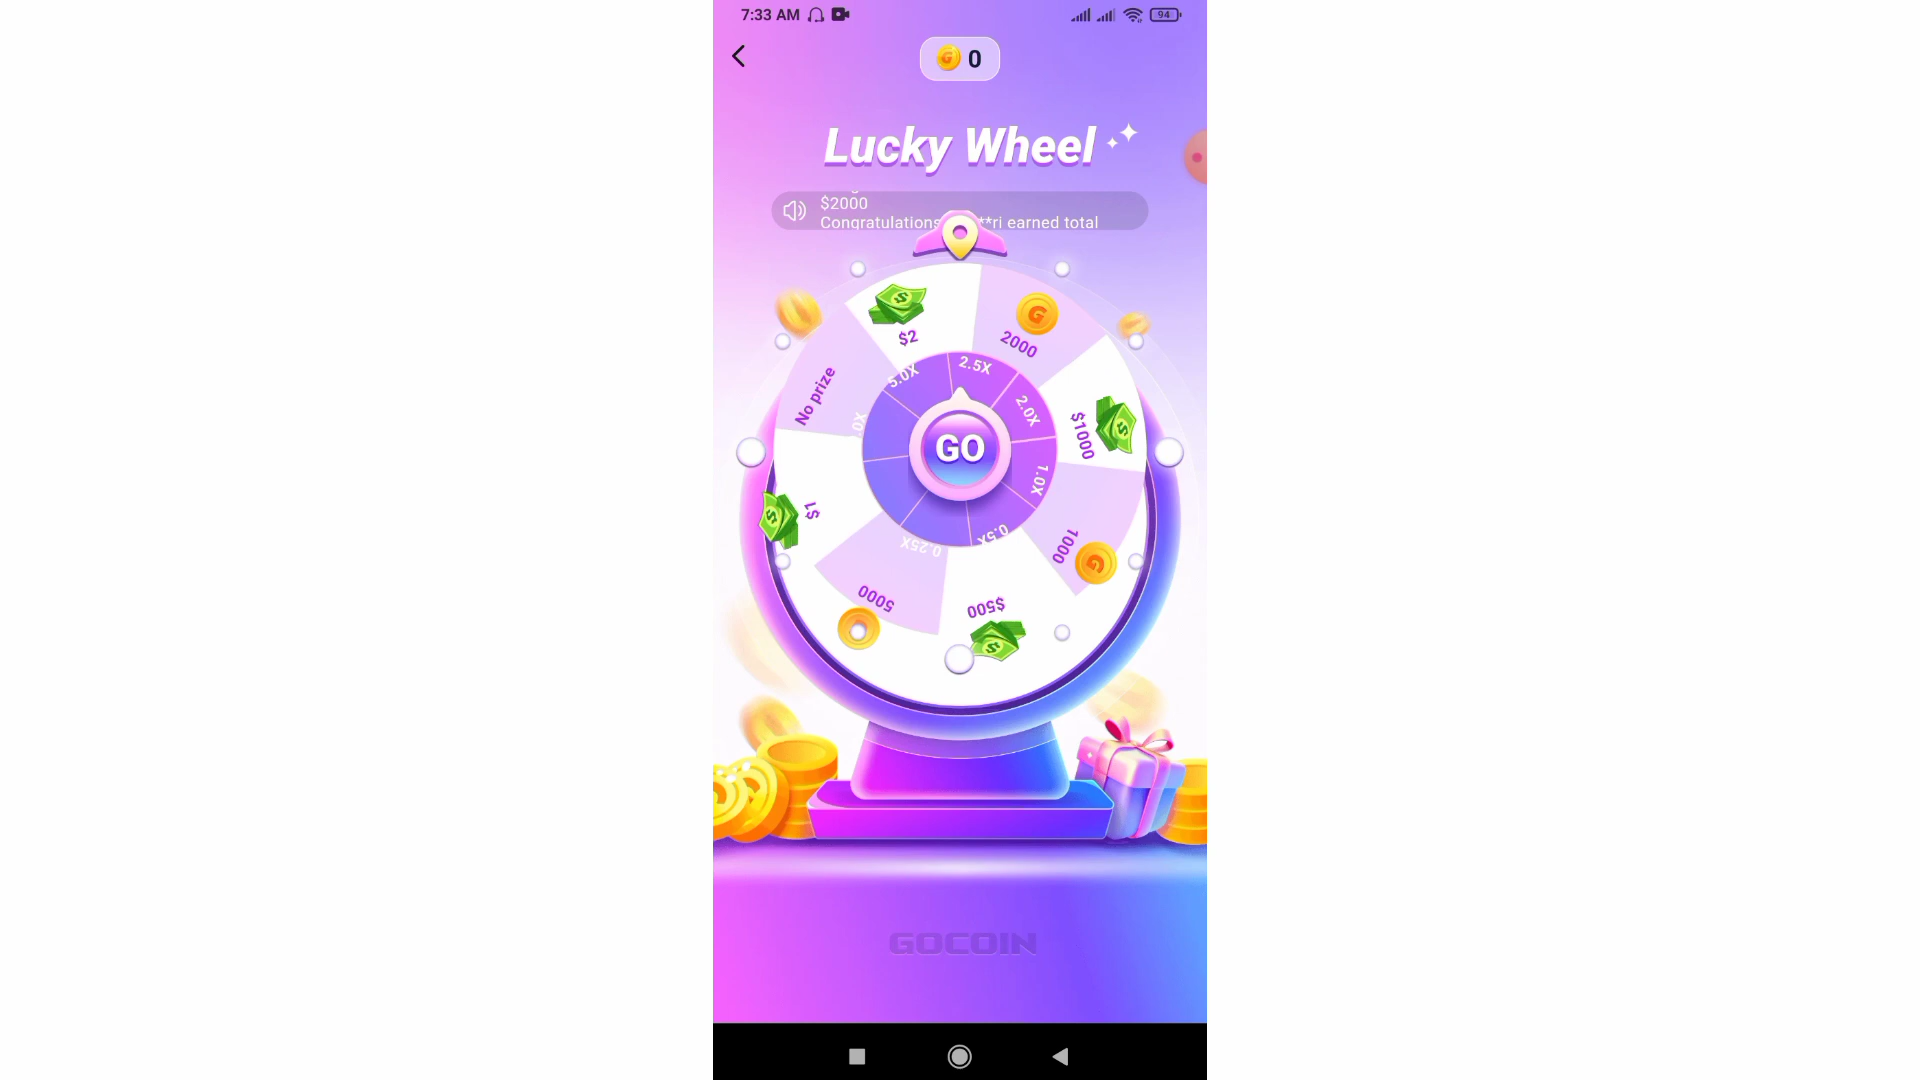 7:33 AM
94
0
Lucky Wheel
$2000
Congratulations **ri earned total
$2
2000
$1000
1000
$500
5000
$1
No prize
5.0X
2.5X
2.0X
1.0X
0.5X
0.25X
GO
GOCOIN